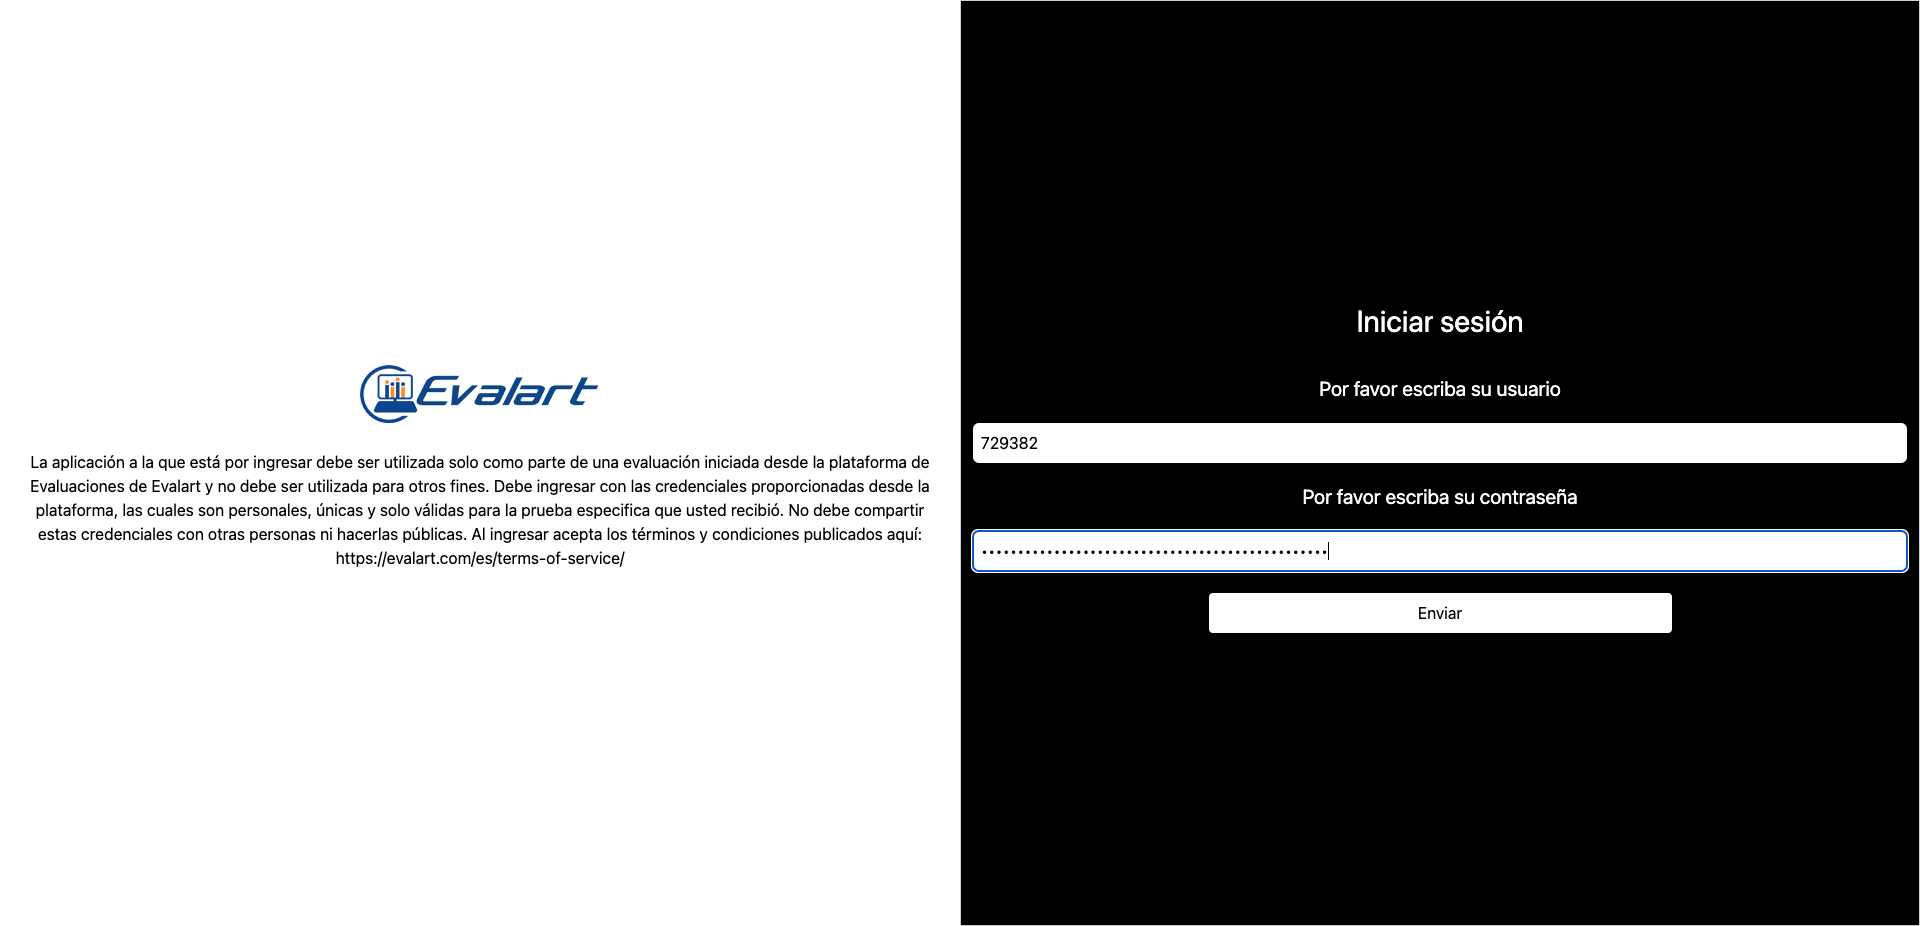 Evalart
La aplicación a la que está por ingresar debe ser utilizada solo como parte de una evaluación iniciada desde la plataforma de
Evaluaciones de Evalart y no debe ser utilizada para otros fines. Debe ingresar con las credenciales proporcionadas desde la
plataforma, las cuales son personales, únicas y solo válidas para la prueba especifica que usted recibió. No debe compartir
estas credenciales con otras personas ni hacerlas públicas. Al ingresar acepta los términos y condiciones publicados aquí:
https://evalart.com/es/terms-of-service/
Iniciar sesión
Por favor escriba su usuario
729382
Por favor escriba su contraseña
Enviar